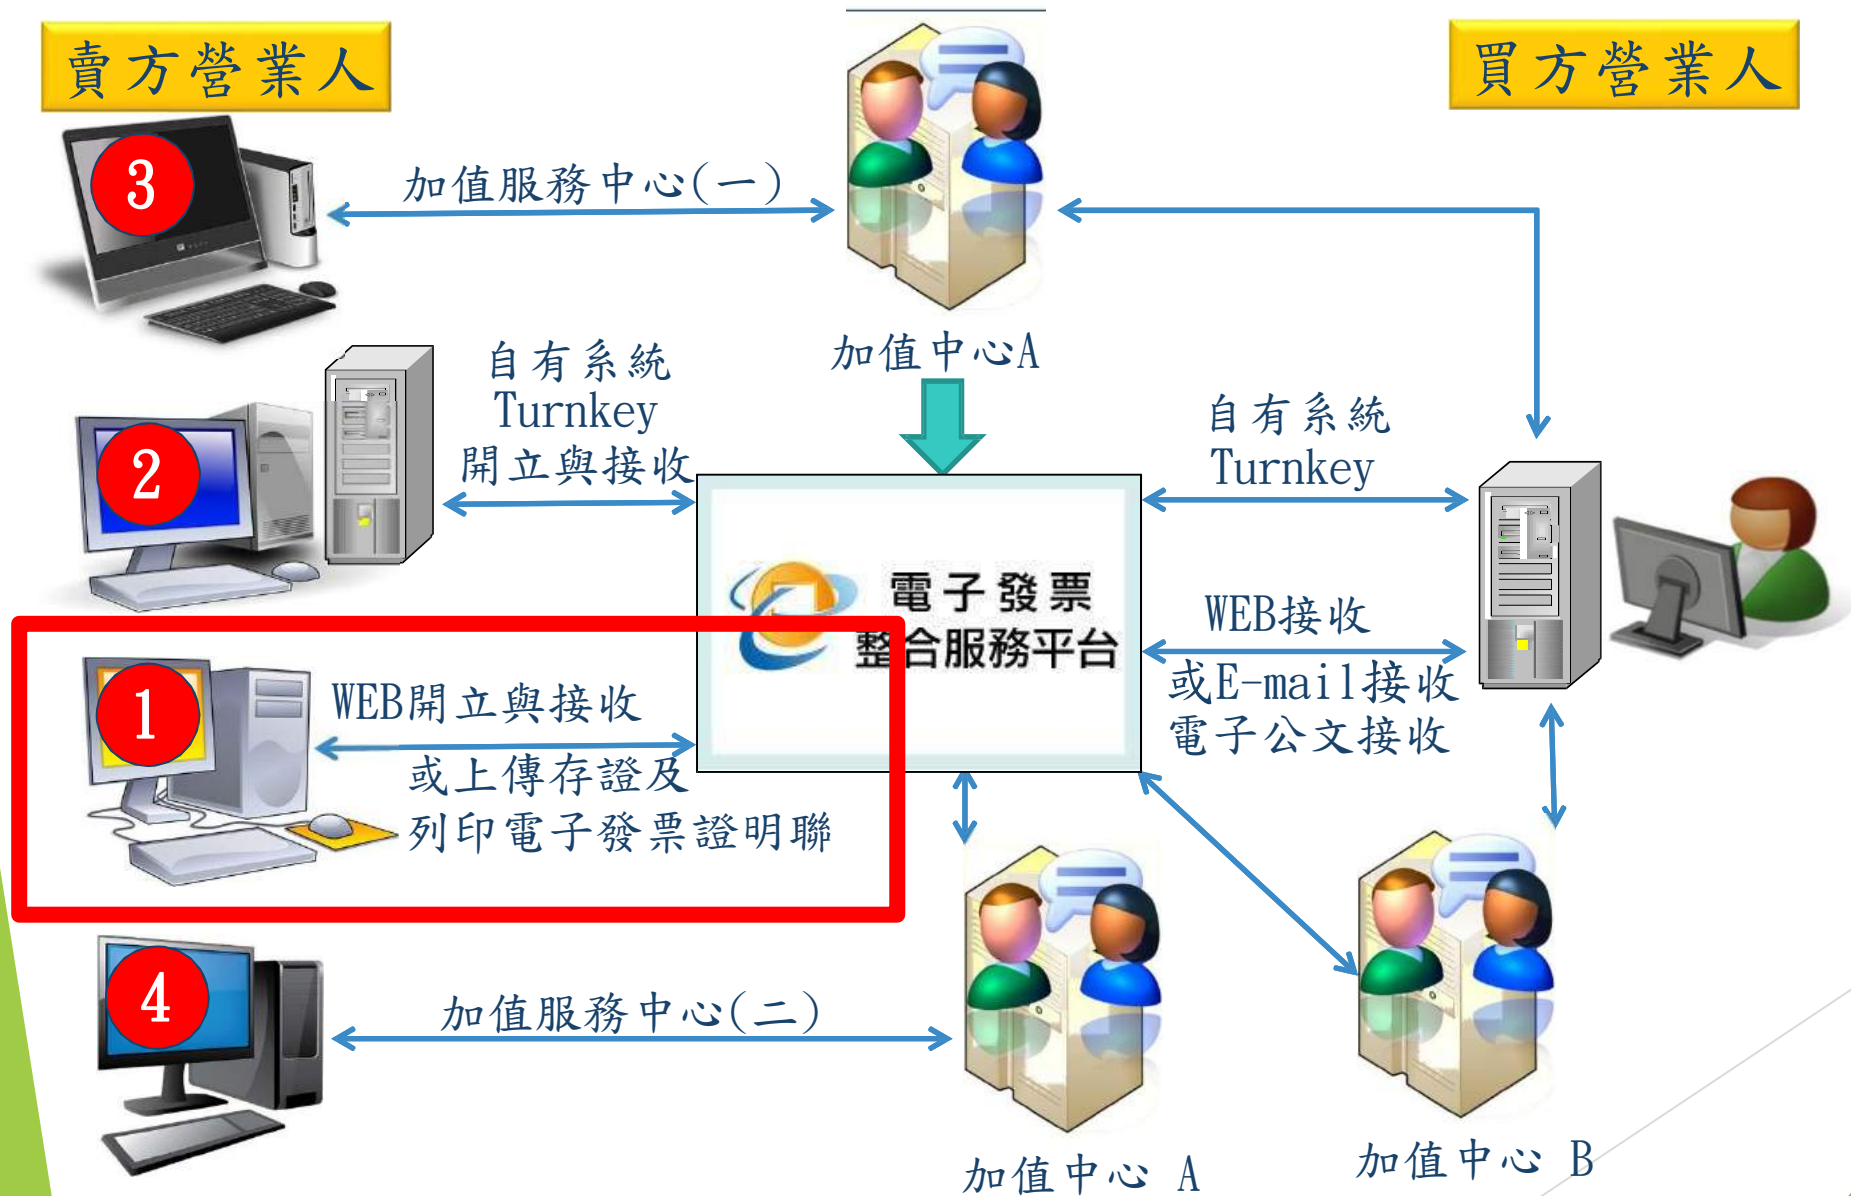 賣方營業人
買方營業人
3
加值服務中心(一)
加值中心A
自有系統
Turnkey
開立與接收
2
自有系統
Turnkey
電子發票
整合服務平台
WEB接收
或E-mail接收
電子公文接收
1
WEB開立與接收
或上傳存證及
列印電子發票證明聯
4
加值服務中心(二)
加值中心 A
加值中心 B